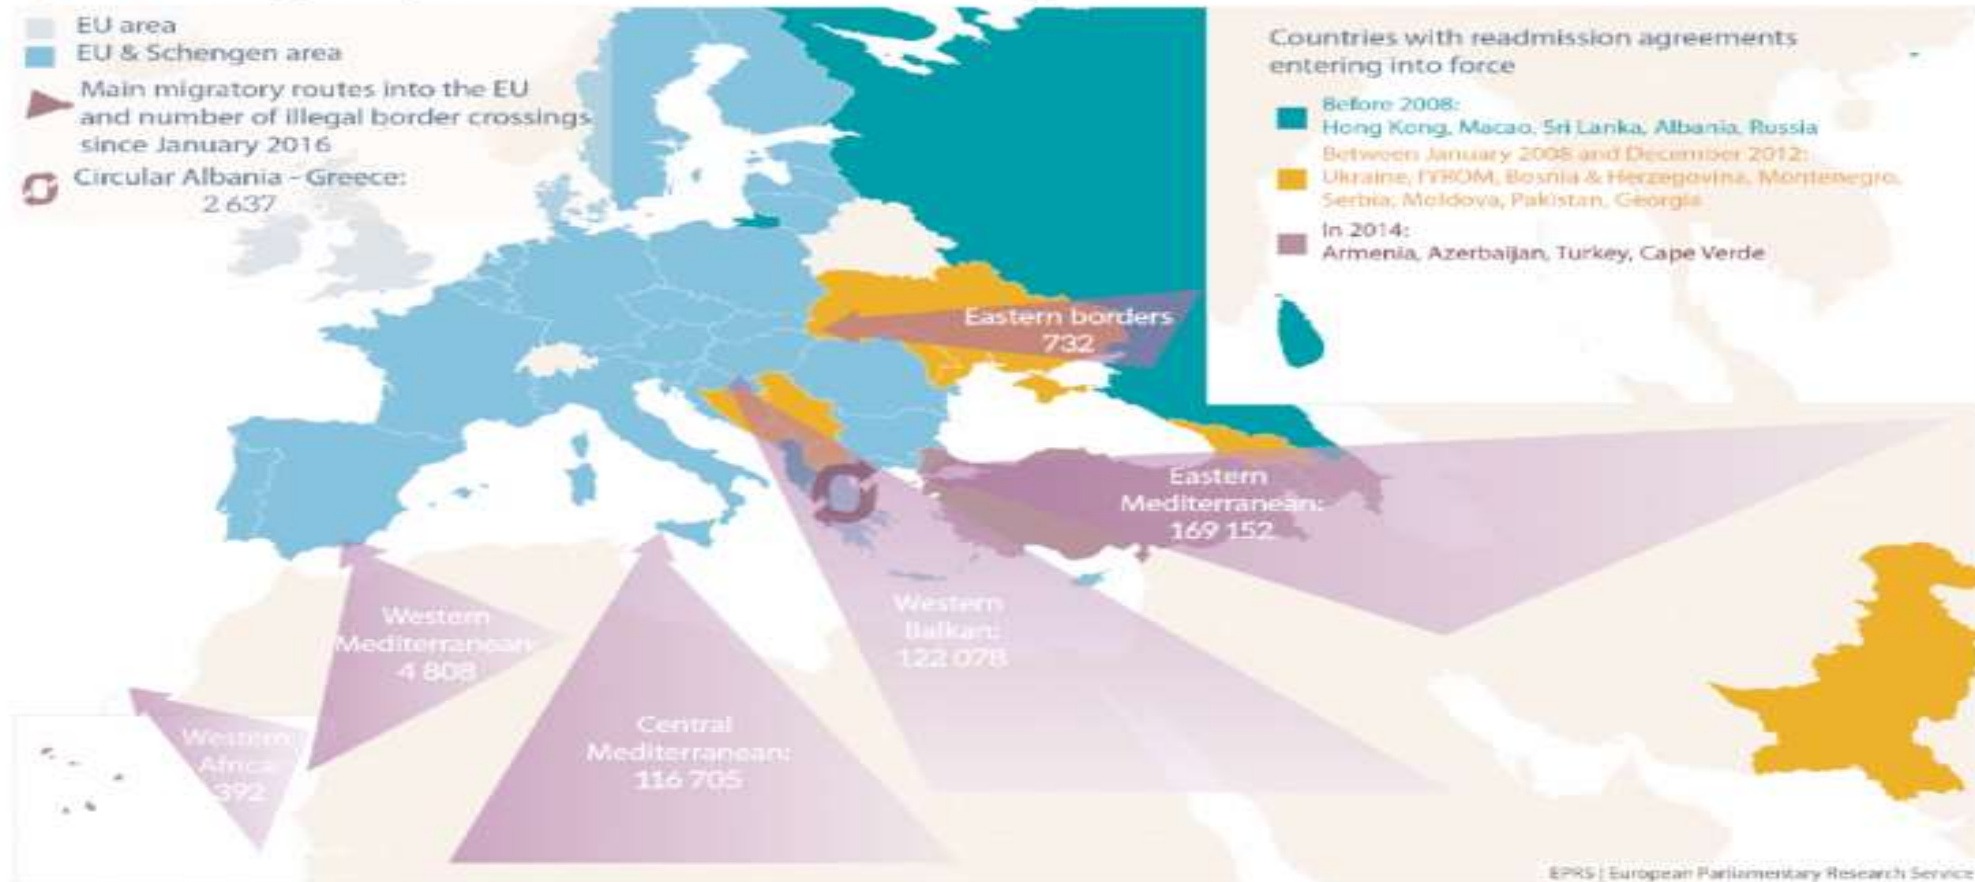 EU area
EU & Schengen area
Main migratory routes into the EU
and number of illegal border crossings
since January 2016
Circular Albania - Greece:
2 637
Countries with readmission agreements
entering into force
Before 2008:
Hong Kong, Macao, Sri Lanka, Albania, Russia
Between January 2008 and December 2012:
Ukraine, FYROM, Bosnia & Herzegovina, Montenegro,
Serbia, Moldova, Pakistan, Georgia
In 2014:
Armenia, Azerbaijan, Turkey, Cape Verde
Eastern borders
732
Eastern
Mediterranean:
169 152
Western
Balkan:
122 078
Western
Mediterranean:
4 808
Central
Mediterranean:
116 705
Western
Africa:
392
EPRS | European Parliamentary Research Service